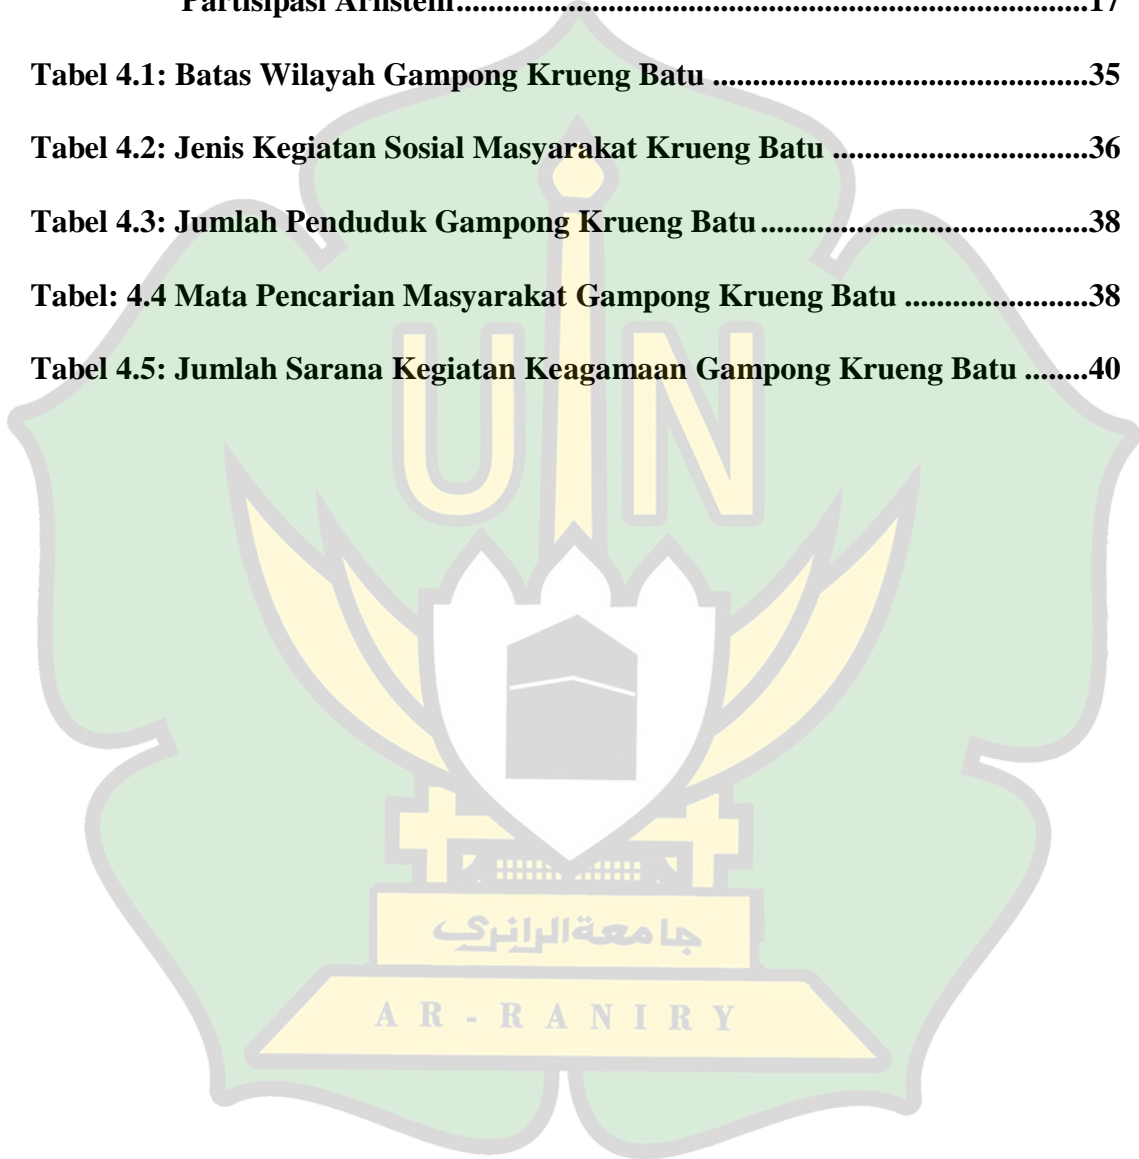 Partisipasi Arnstein...............................................................................17
Tabel 4.1: Batas Wilayah Gampong Krueng Batu ...............................................35
Tabel 4.2: Jenis Kegiatan Sosial Masyarakat Krueng Batu ................................36
Tabel 4.3: Jumlah Penduduk Gampong Krueng Batu.........................................38
Tabel: 4.4 Mata Pencarian Masyarakat Gampong Krueng Batu .......................38
Tabel 4.5: Jumlah Sarana Kegiatan Keagamaan Gampong Krueng Batu ........40
UIN
جامعة الرانري
AR-RANIRY